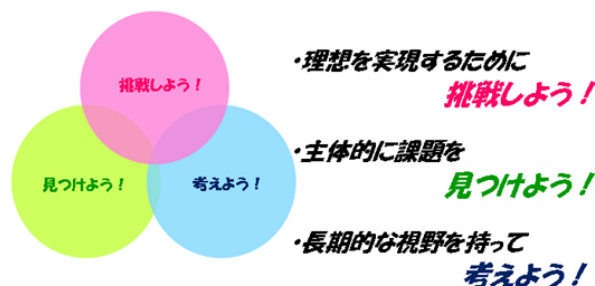 挑戦しよう！
見つけよう！
考えよう！
・理想を実現するために
挑戦しよう！
・主体的に課題を
見つけよう！
・長期的な視野を持って
考えよう！